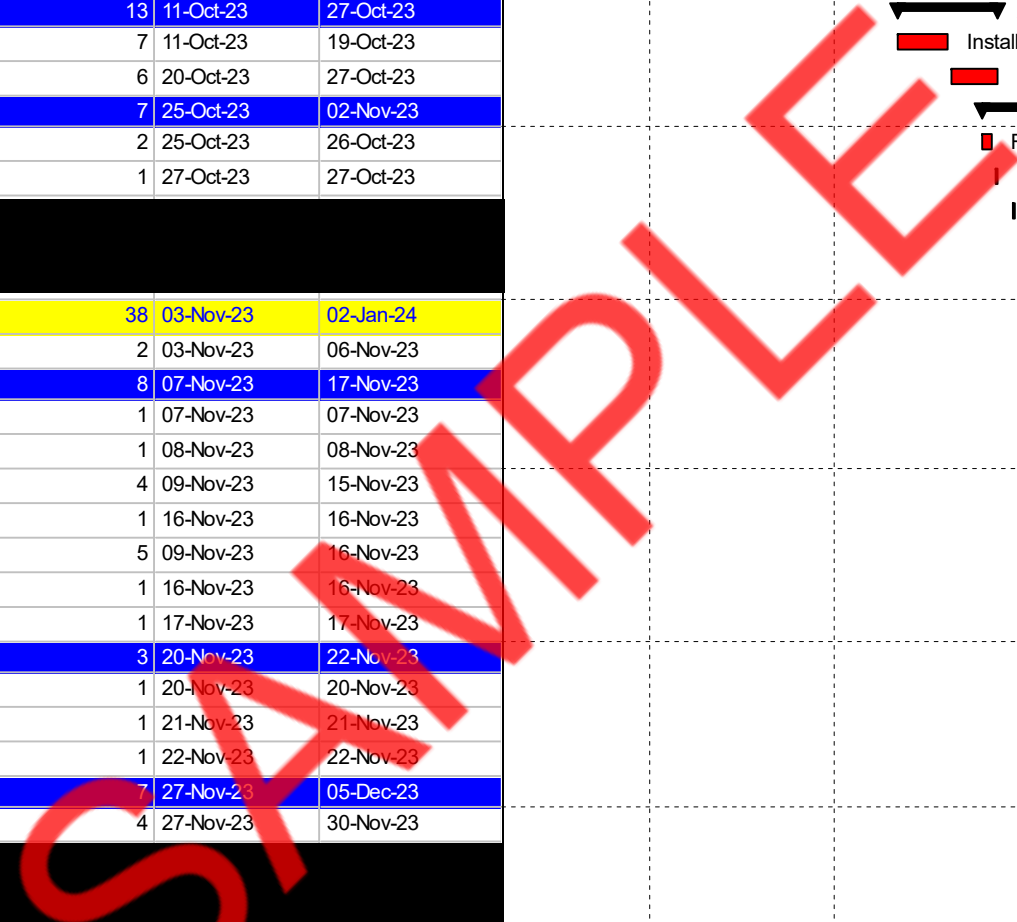 13 11-Oct-23 27-Oct-23
7 11-Oct-23 19-Oct-23 Install
6 20-Oct-23 27-Oct-23
7 25-Oct-23 02-Nov-23
2 25-Oct-23 26-Oct-23
1 27-Oct-23 27-Oct-23
38 03-Nov-23 02-Jan-24
2 03-Nov-23 06-Nov-23
8 07-Nov-23 17-Nov-23
1 07-Nov-23 07-Nov-23
1 08-Nov-23 08-Nov-23
4 09-Nov-23 15-Nov-23
1 16-Nov-23 16-Nov-23
5 09-Nov-23 16-Nov-23
1 16-Nov-23 16-Nov-23
1 17-Nov-23 17-Nov-23
3 20-Nov-23 22-Nov-23
1 20-Nov-23 20-Nov-23
1 21-Nov-23 21-Nov-23
1 22-Nov-23 22-Nov-23
7 27-Nov-23 05-Dec-23
4 27-Nov-23 30-Nov-23
SAMPLE